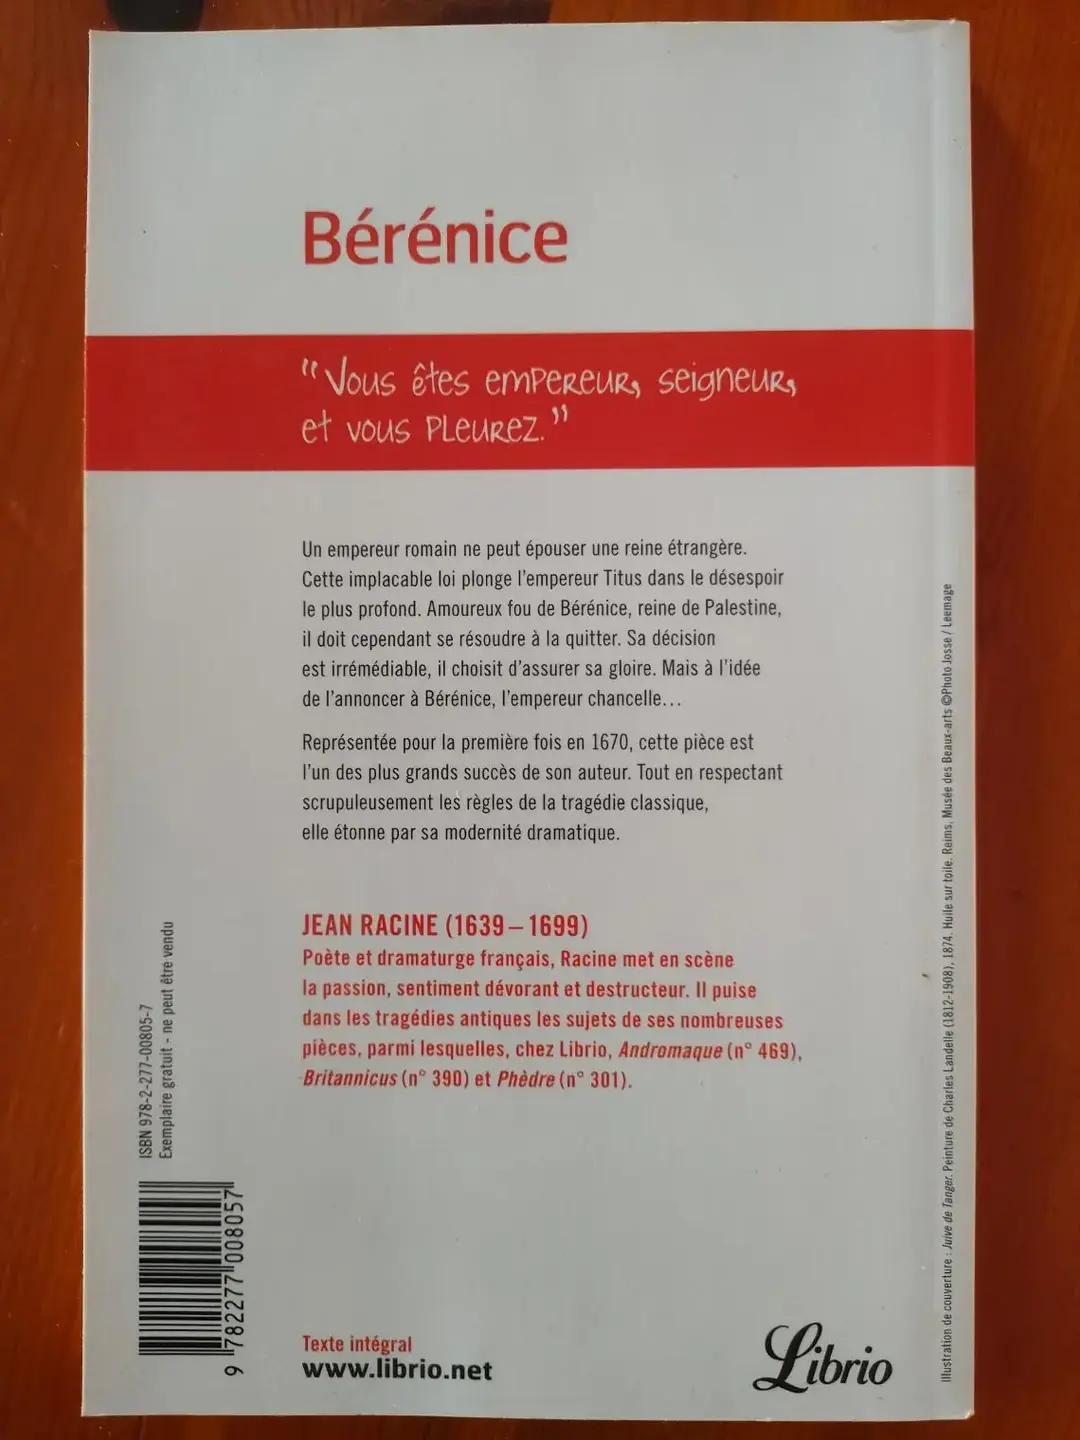 Bérénice
"Vous êtes empereur, seigneur,
et vous pleurez."
Un empereur romain ne peut épouser une reine étrangère.
Cette implacable loi plonge l'empereur Titus dans le désespoir
le plus profond. Amoureux fou de Bérénice, reine de Palestine,
il doit cependant se résoudre à la quitter. Sa décision
est irrémédiable, il choisit d'assurer sa gloire. Mais à l'idée
de l'annoncer à Bérénice, l'empereur chancelle...
Représentée pour la première fois en 1670, cette pièce est
l'un des plus grands succès de son auteur. Tout en respectant
scrupuleusement les règles de la tragédie classique,
elle étonne par sa modernité dramatique.
JEAN RACINE (1639–1699)
Poète et dramaturge français, Racine met en scène
la passion, sentiment dévorant et destructeur. Il puise
dans les tragédies antiques les sujets de ses nombreuses
pièces, parmi lesquelles, chez Librio, Andromaque (n° 469),
Britannicus (n° 390) et Phèdre (n° 301).
ISBN 978-2-277-00805-7
Exemplaire gratuit - ne peut être vendu
9 782277 008057
Texte intégral
www.librio.net
Librio
Illustration de couverture : Juive de Tanger. Peinture de Charles Landelle (1812-1908), 1874. Huile sur toile. Reims, Musée des Beaux-arts ©Photo Josse / Leemage